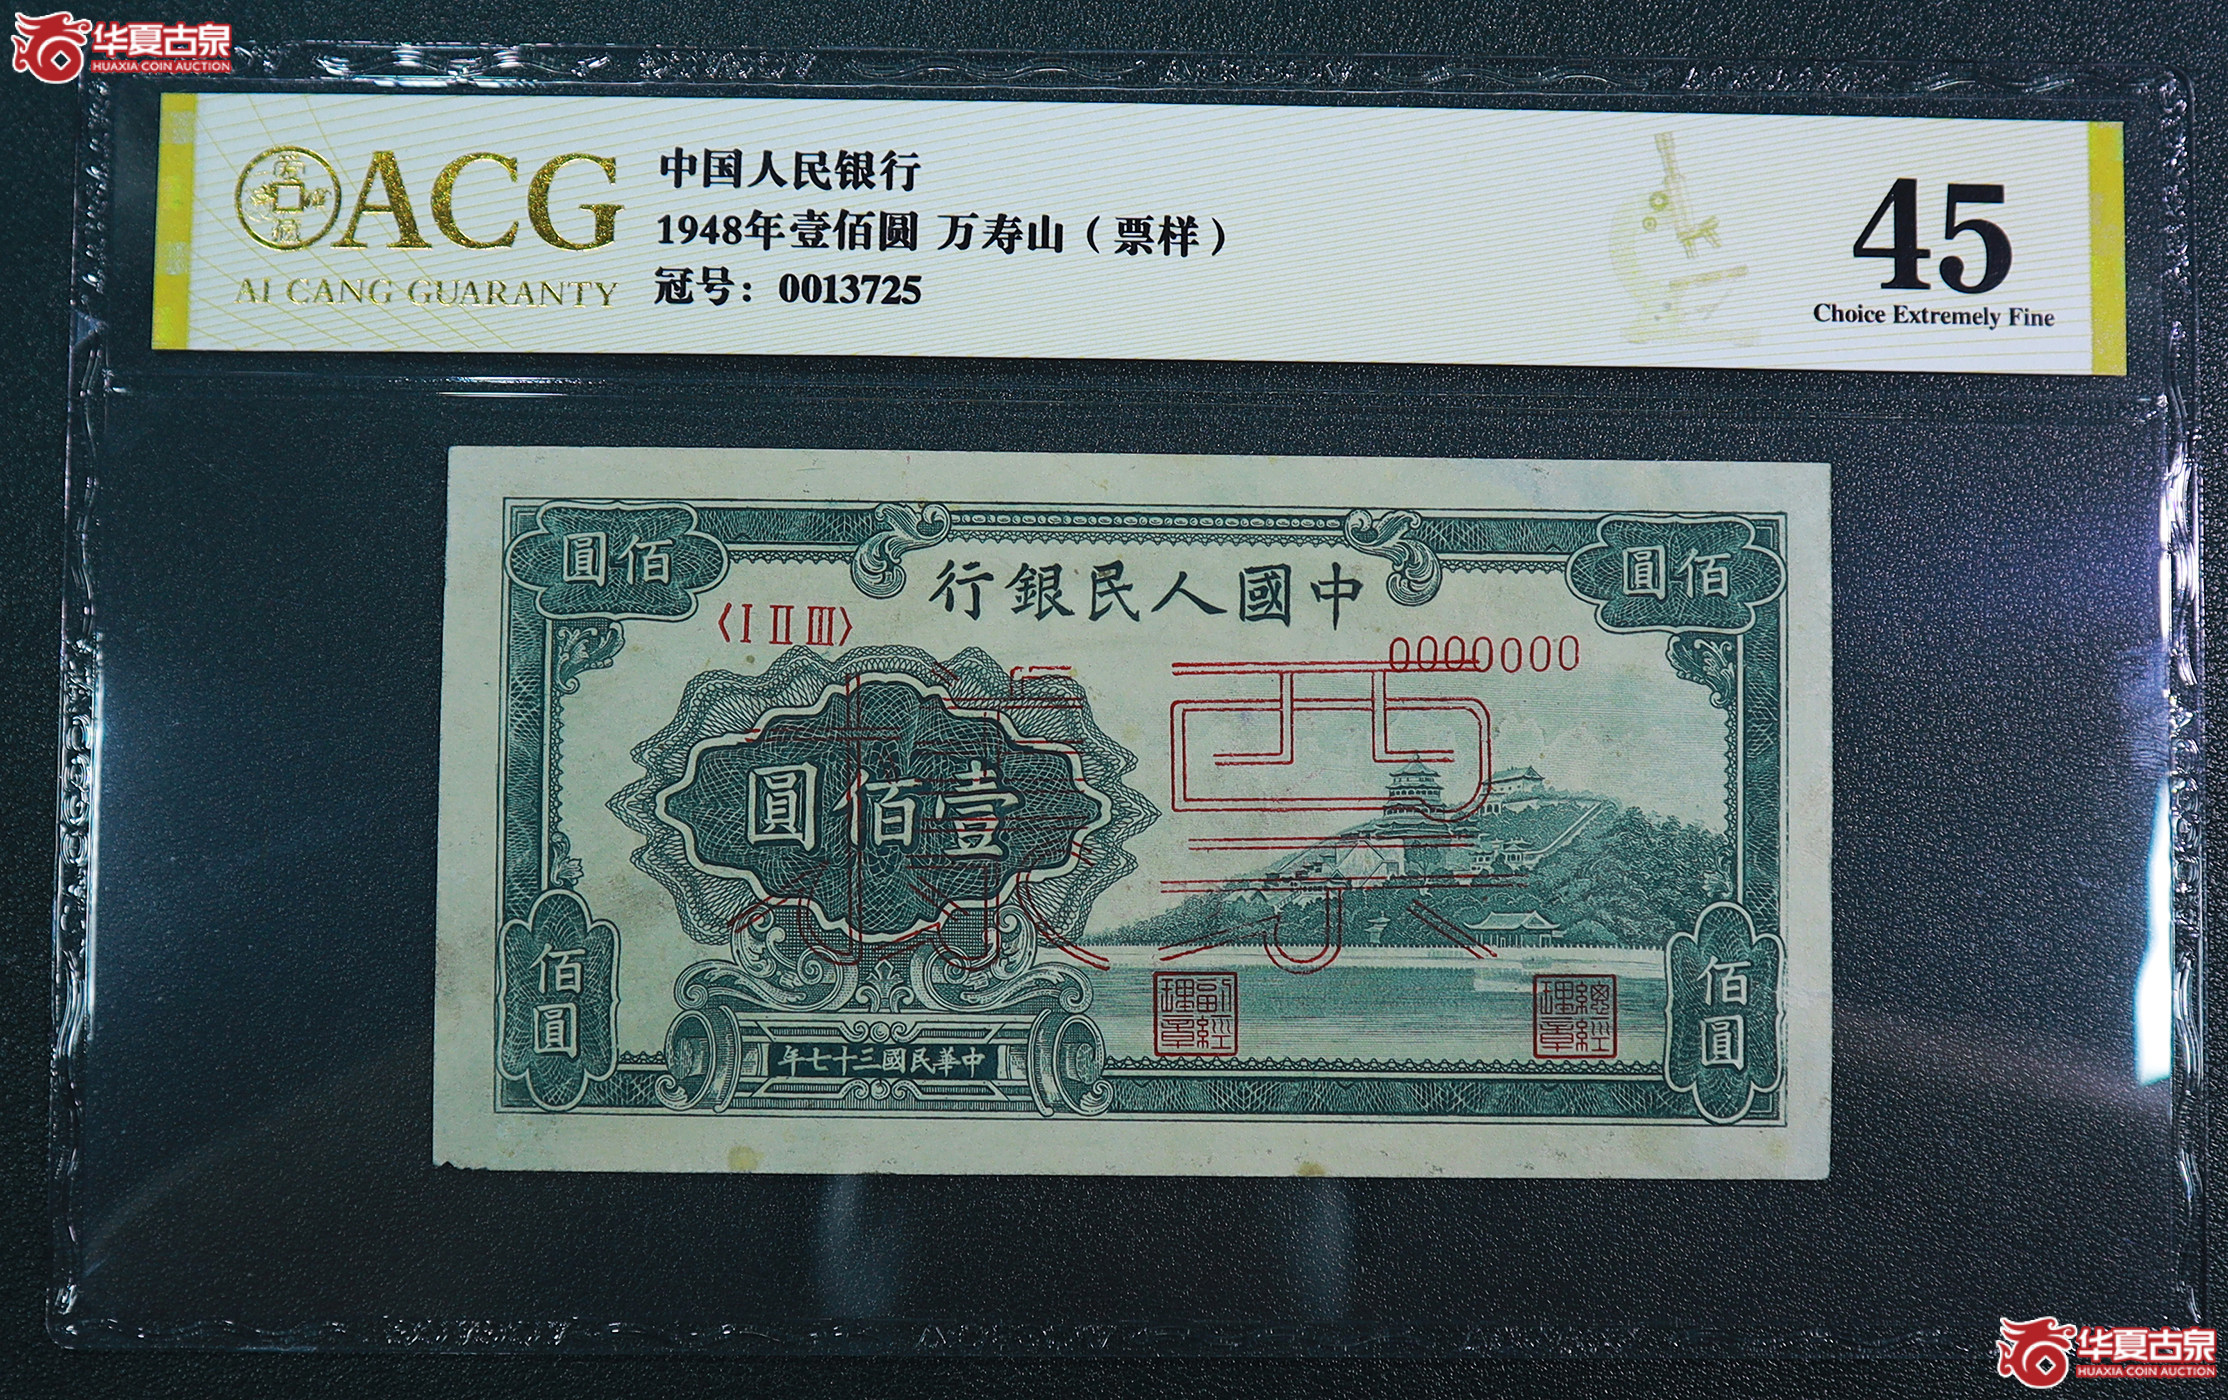 华夏古泉
HUAXIA COIN AUCTION
ACG
AI CANG GUARANTY
中国人民银行
1948年壹佰圆 万寿山（票样）
冠号：0013725
45
Choice Extremely Fine
圓佰
行銀民人國中
圓佰
〈Ⅰ Ⅱ Ⅲ〉
0000000
樣票
圓佰壹
佰圓
年七十三國民華中
副經理章
總經理章
佰圓
华夏古泉
HUAXIA COIN AUCTION